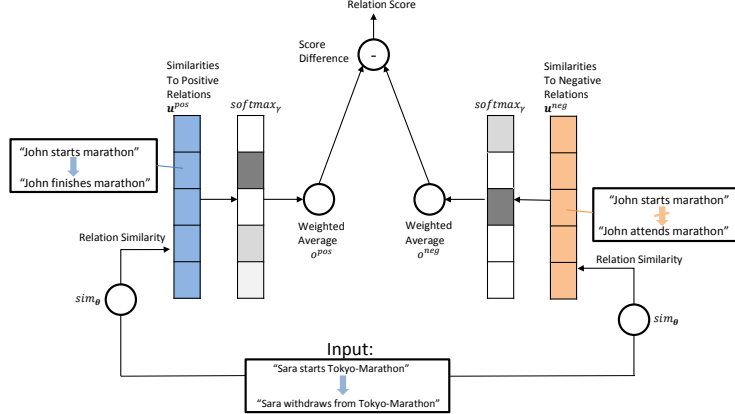 Relation Score
Score
Difference
-
Similarities
To Positive
Relations
u^pos
softmax_γ
softmax_γ
Similarities
To Negative
Relations
u^neg
“John starts marathon”
“John finishes marathon”
“John starts marathon”
“John attends marathon”
Weighted
Average
o^pos
Weighted
Average
o^neg
Relation Similarity
Relation Similarity
sim_θ
sim_θ
Input:
“Sara starts Tokyo-Marathon”
“Sara withdraws from Tokyo-Marathon”